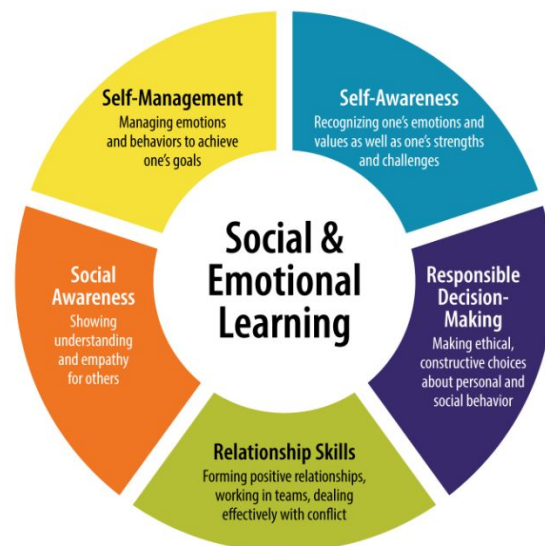 Self-Management
Managing emotions
and behaviors to achieve
one's goals
Self-Awareness
Recognizing one's emotions and
values as well as one's strengths
and challenges
Social &
Emotional
Learning
Social
Awareness
Showing
understanding
and empathy
for others
Responsible
Decision-
Making
Making ethical,
constructive choices
about personal and
social behavior
Relationship Skills
Forming positive relationships,
working in teams, dealing
effectively with conflict